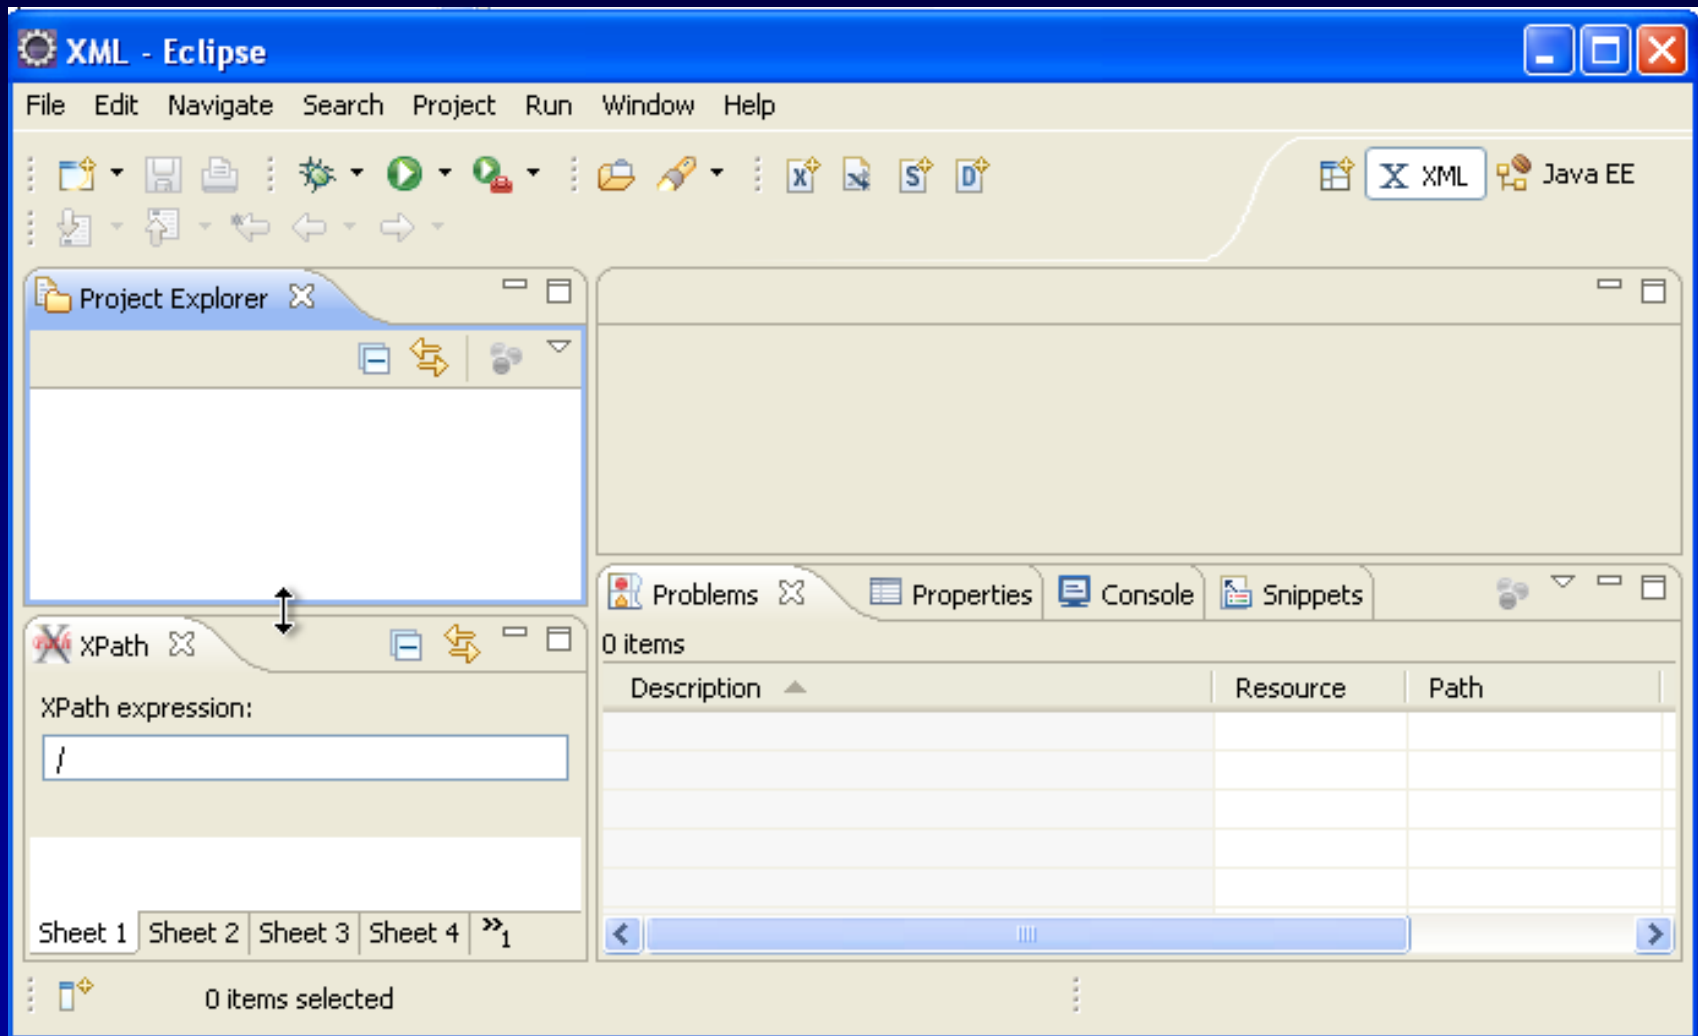 XML - Eclipse
File Edit Navigate Search Project Run Window Help
XML Java EE
Project Explorer
Problems Properties Console Snippets
XPath
0 items
Description Resource Path
XPath expression:
/
Sheet 1 Sheet 2 Sheet 3 Sheet 4 »1
0 items selected